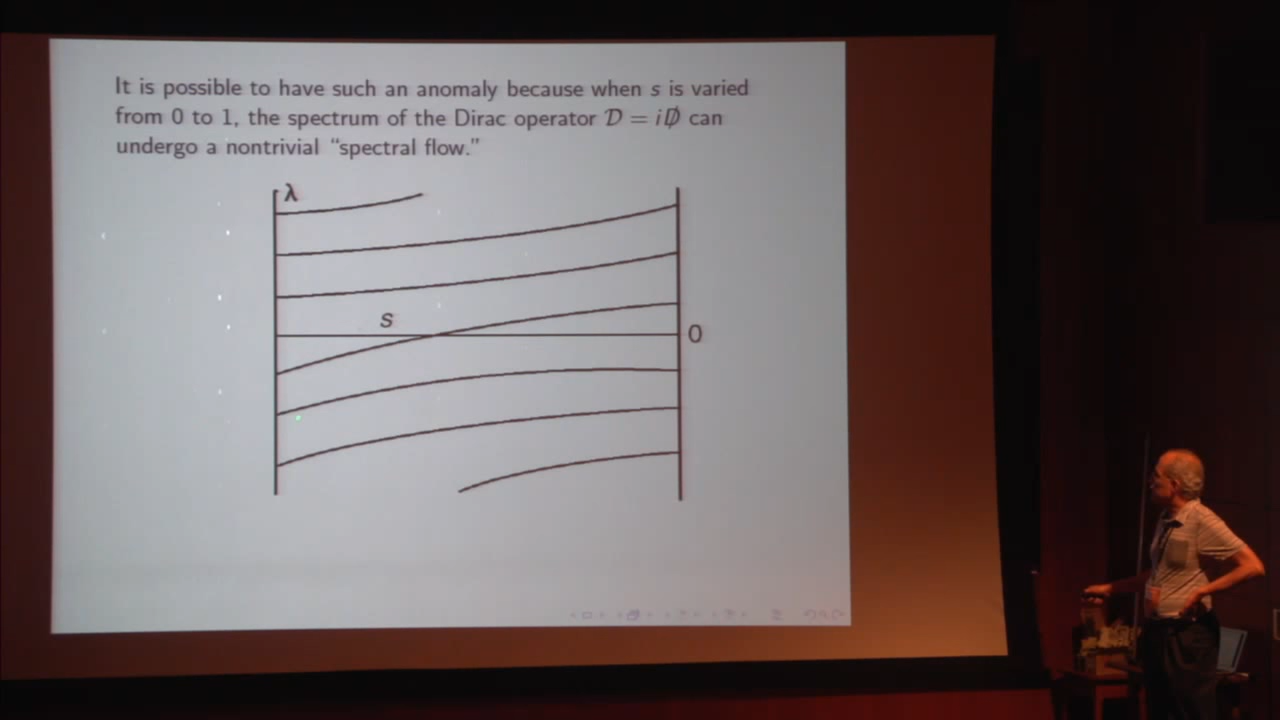 It is possible to have such an anomaly because when s is varied
from 0 to 1, the spectrum of the Dirac operator 𝒟 = iD̸ can
undergo a nontrivial “spectral flow.”
λ
s
0